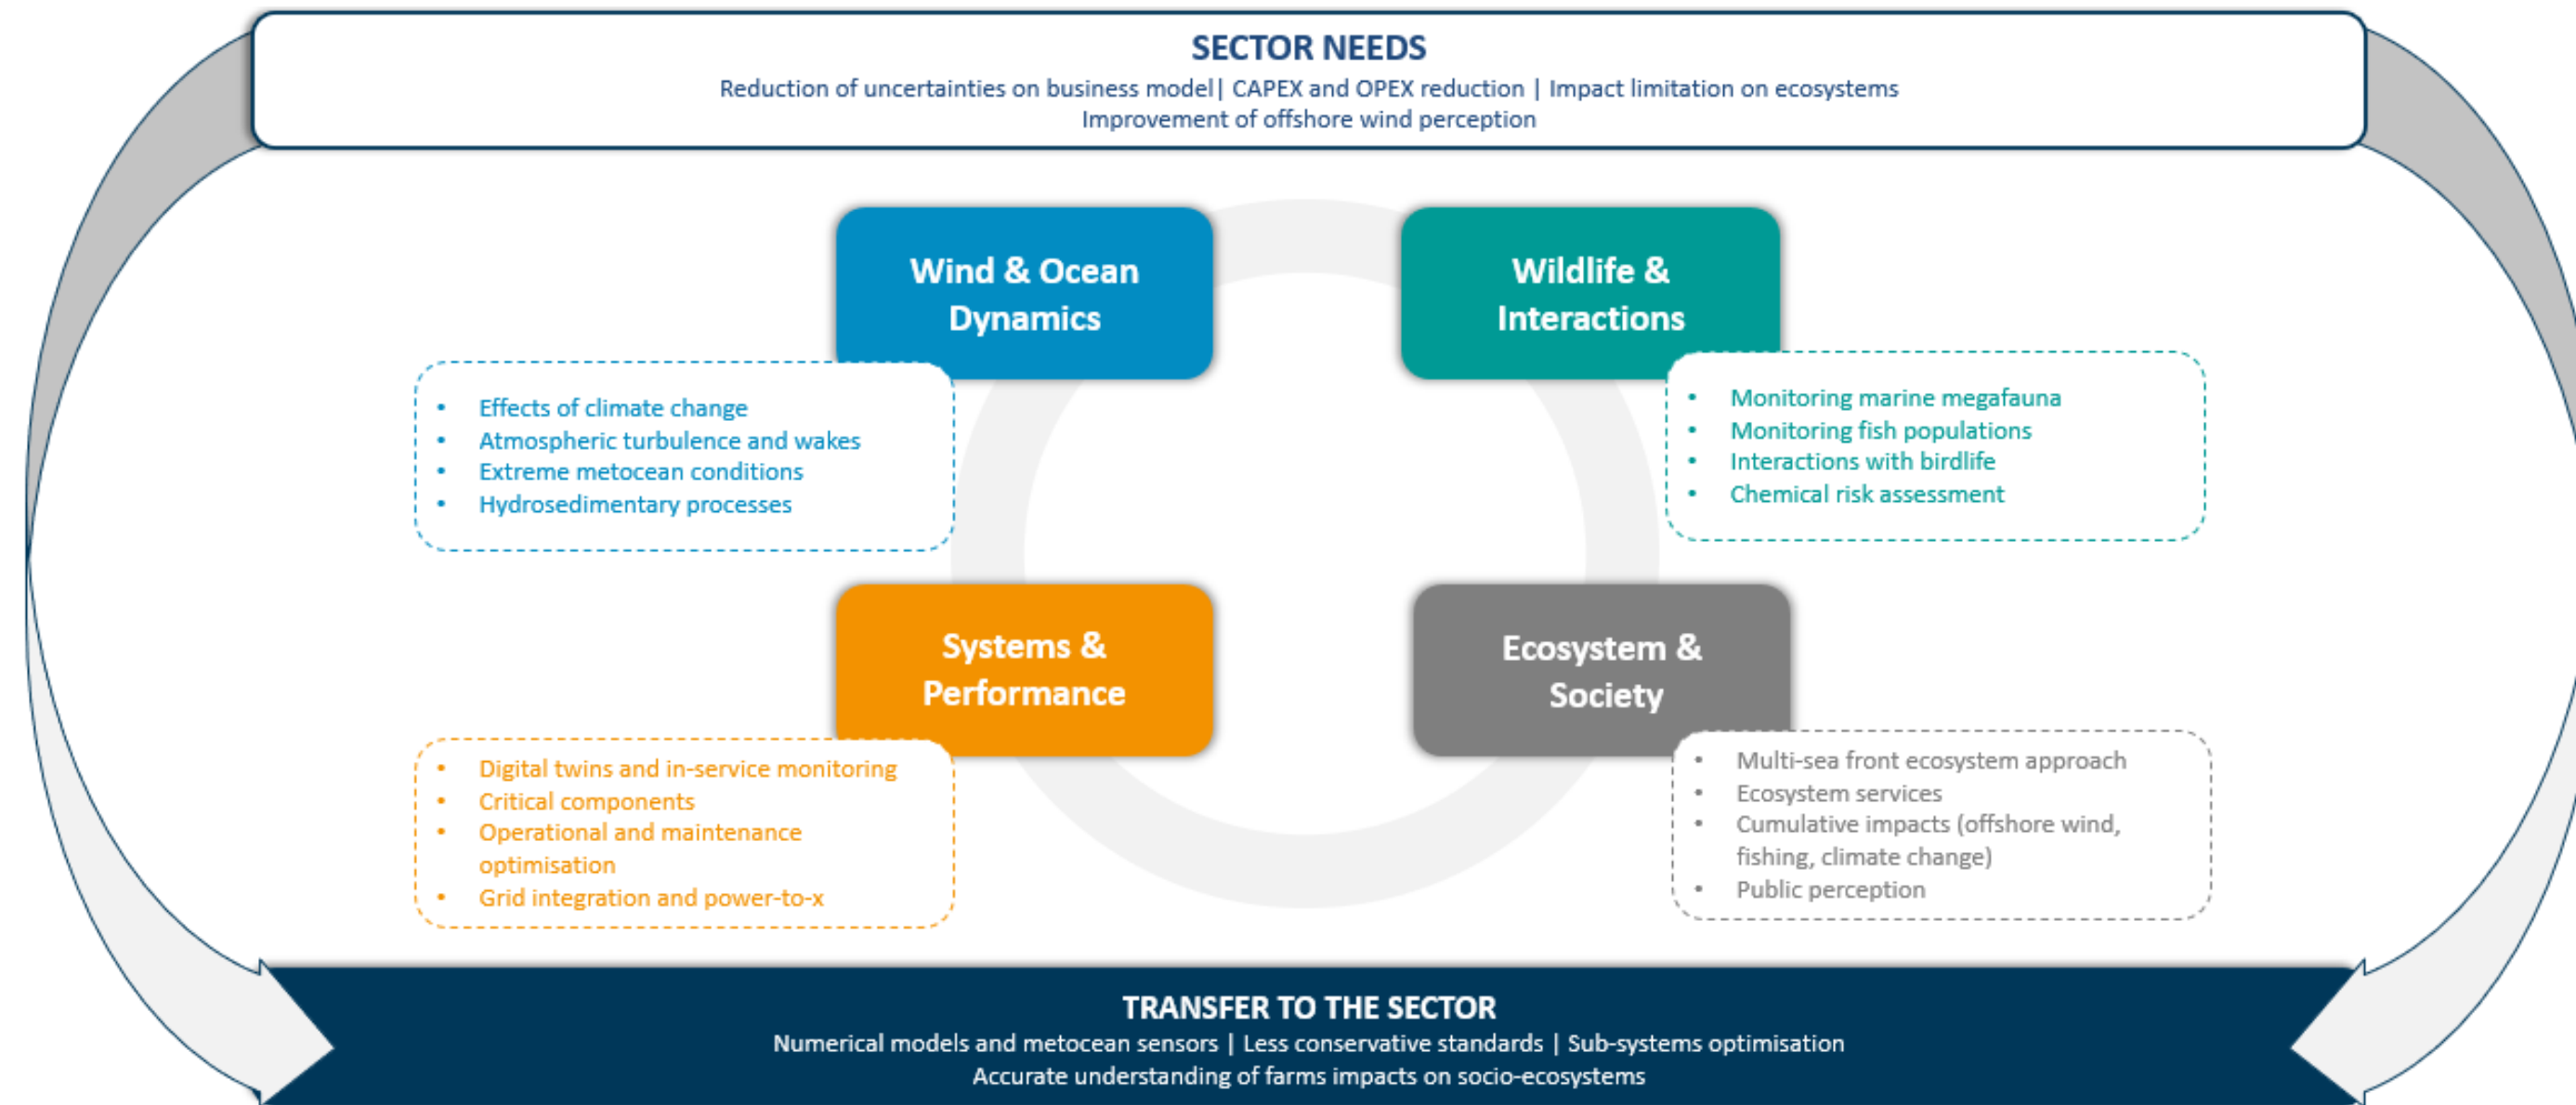 SECTOR NEEDS
Reduction of uncertainties on business model| CAPEX and OPEX reduction | Impact limitation on ecosystems
Improvement of offshore wind perception
Wind & Ocean
Dynamics
• Effects of climate change
• Atmospheric turbulence and wakes
• Extreme metocean conditions
• Hydrosedimentary processes
Wildlife &
Interactions
• Monitoring marine megafauna
• Monitoring fish populations
• Interactions with birdlife
• Chemical risk assessment
Systems &
Performance
• Digital twins and in-service monitoring
• Critical components
• Operational and maintenance
optimisation
• Grid integration and power-to-x
Ecosystem &
Society
• Multi-sea front ecosystem approach
• Ecosystem services
• Cumulative impacts (offshore wind,
fishing, climate change)
• Public perception
TRANSFER TO THE SECTOR
Numerical models and metocean sensors | Less conservative standards | Sub-systems optimisation
Accurate understanding of farms impacts on socio-ecosystems